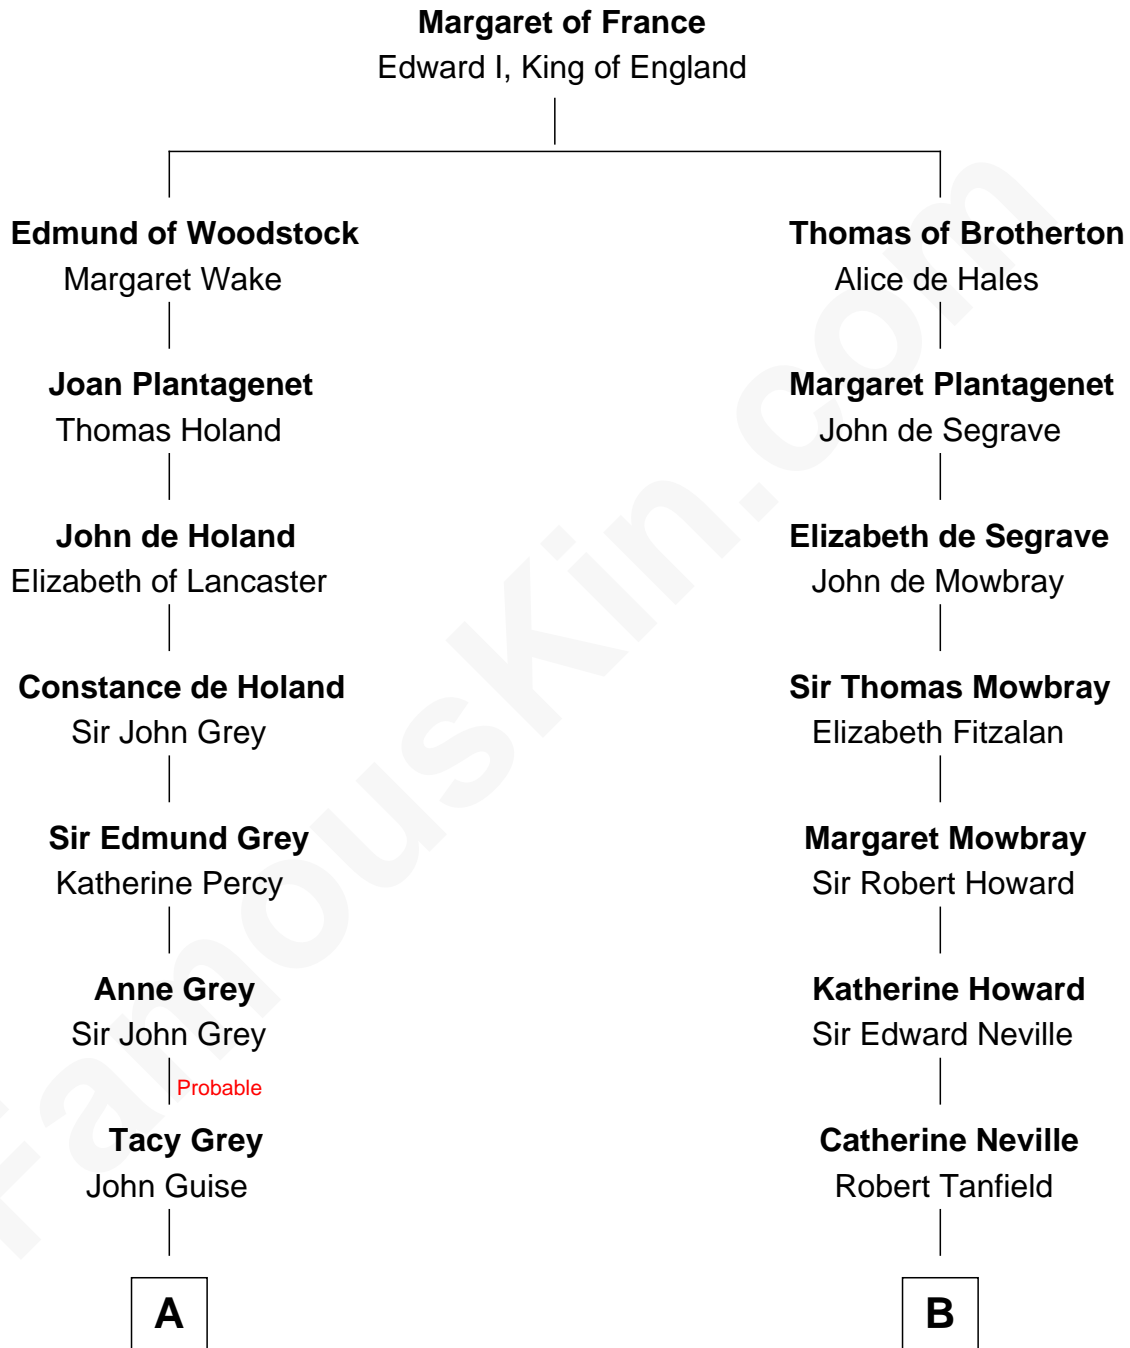 Margaret of France
Edward I, King of England
Edmund of Woodstock
Margaret Wake
Joan Plantagenet
Thomas Holand
John de Holand
Elizabeth of Lancaster
Constance de Holand
Sir John Grey
Sir Edmund Grey
Katherine Percy
Anne Grey
Sir John Grey
Probable
Tacy Grey
John Guise
A
Thomas of Brotherton
Alice de Hales
Margaret Plantagenet
John de Segrave
Elizabeth de Segrave
John de Mowbray
Sir Thomas Mowbray
Elizabeth Fitzalan
Margaret Mowbray
Sir Robert Howard
Katherine Howard
Sir Edward Neville
Catherine Neville
Robert Tanfield
B
FamousKin.com